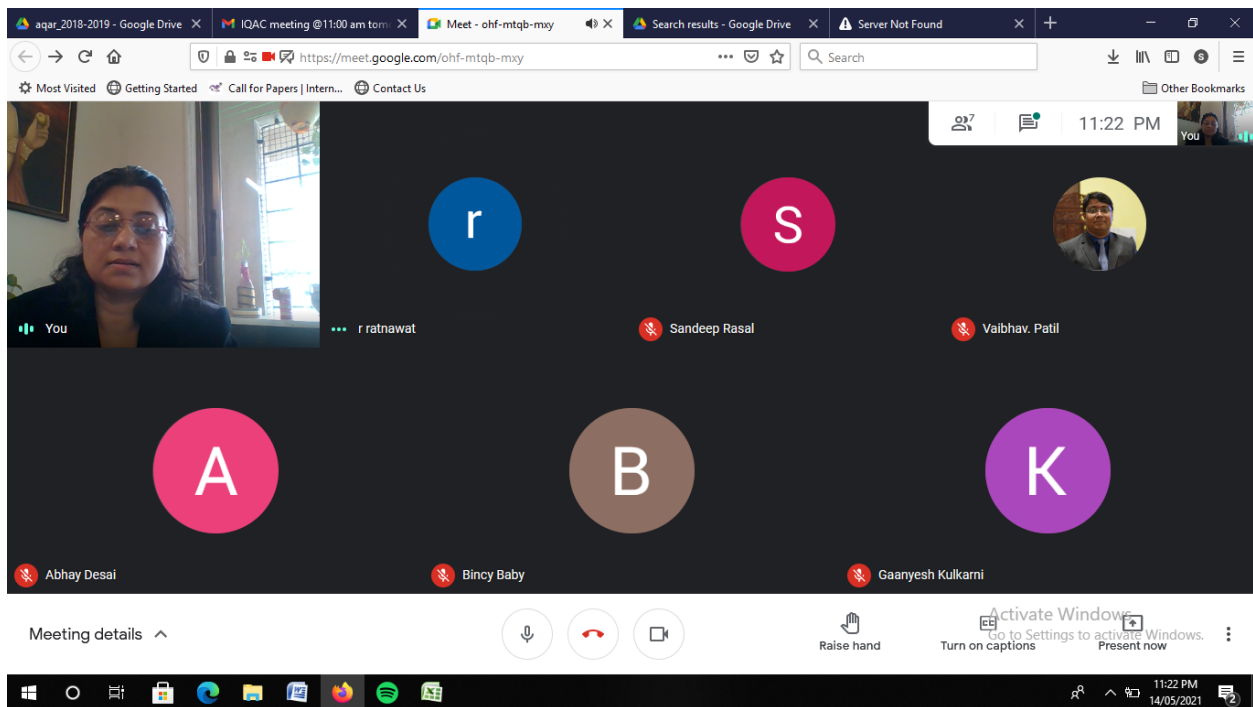 aqar_2018-2019 - Google Drive
IQAC meeting @11:00 am tom
Meet - ohf-mtqb-mxy
Search results - Google Drive
Server Not Found
https://meet.google.com/ohf-mtqb-mxy
Search
Most Visited
Getting Started
Call for Papers | Intern...
Contact Us
Other Bookmarks
7
11:22 PM
You
r
S
You
r ratnawat
Sandeep Rasal
Vaibhav. Patil
A
B
K
Abhay Desai
Bincy Baby
Gaanyesh Kulkarni
Meeting details
Raise hand
Turn on captions
Present now
Activate Windows
Go to Settings to activate Windows.
11:22 PM
14/05/2021
2